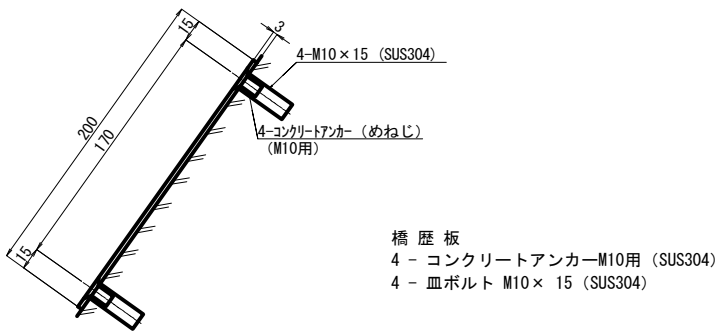 3
15
4-M10×15 (SUS304)
200
170
4-コンクリートアンカー (めねじ)
(M10用)
15
橋 歴 板
4 - コンクリートアンカーM10用 (SUS304)
4 - 皿ボルト M10× 15 (SUS304)